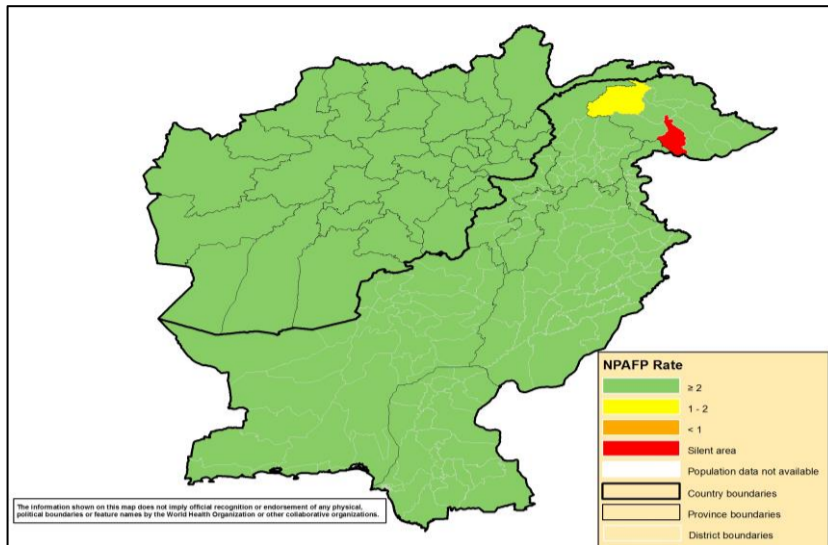 NPAFP Rate
≥ 2
1 - 2
< 1
Silent area
Population data not available
Country boundaries
Province boundaries
District boundaries
The information shown on this map does not imply official recognition or endorsement of any physical,
political boundaries or feature names by the World Health Organization or other collaborative organizations.